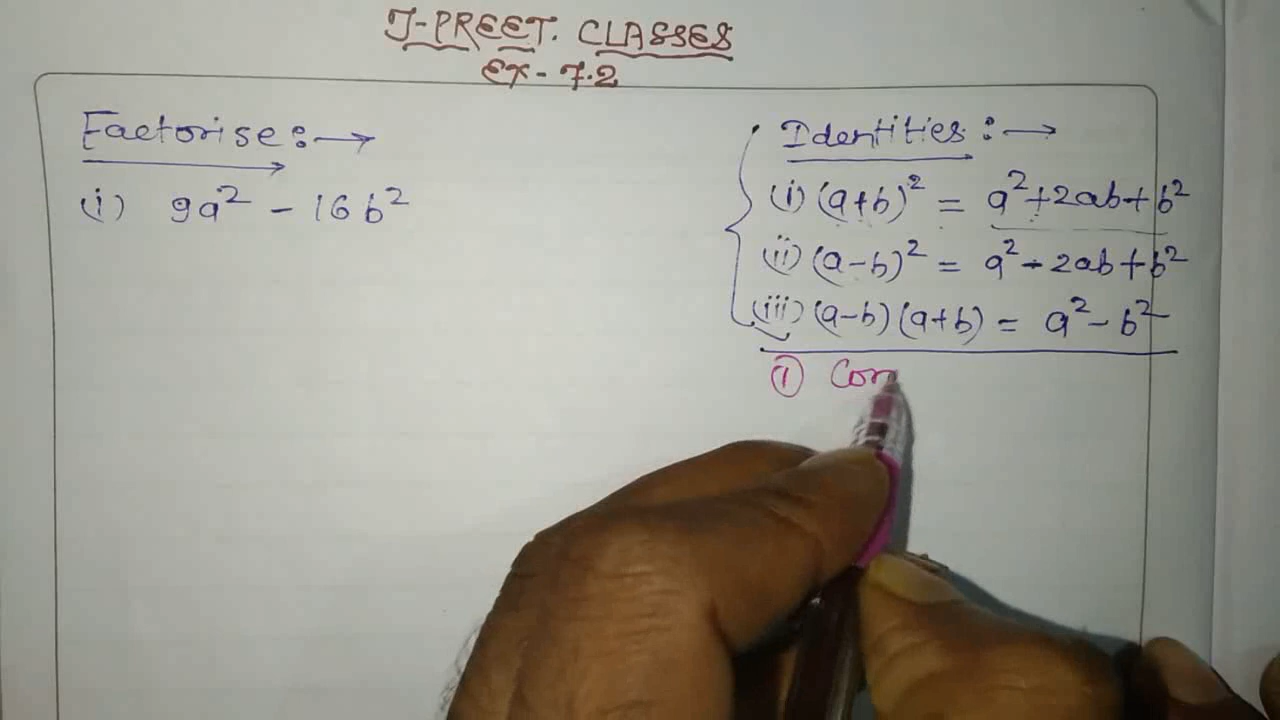 J-PREET. CLASSES
EX - 7.2
Factorise :→
(i) 9a² - 16b²
Identities :→
(i) (a+b)² = a²+2ab+b²
(ii) (a-b)² = a²-2ab+b²
(iii) (a-b)(a+b) = a²-b²
① Com